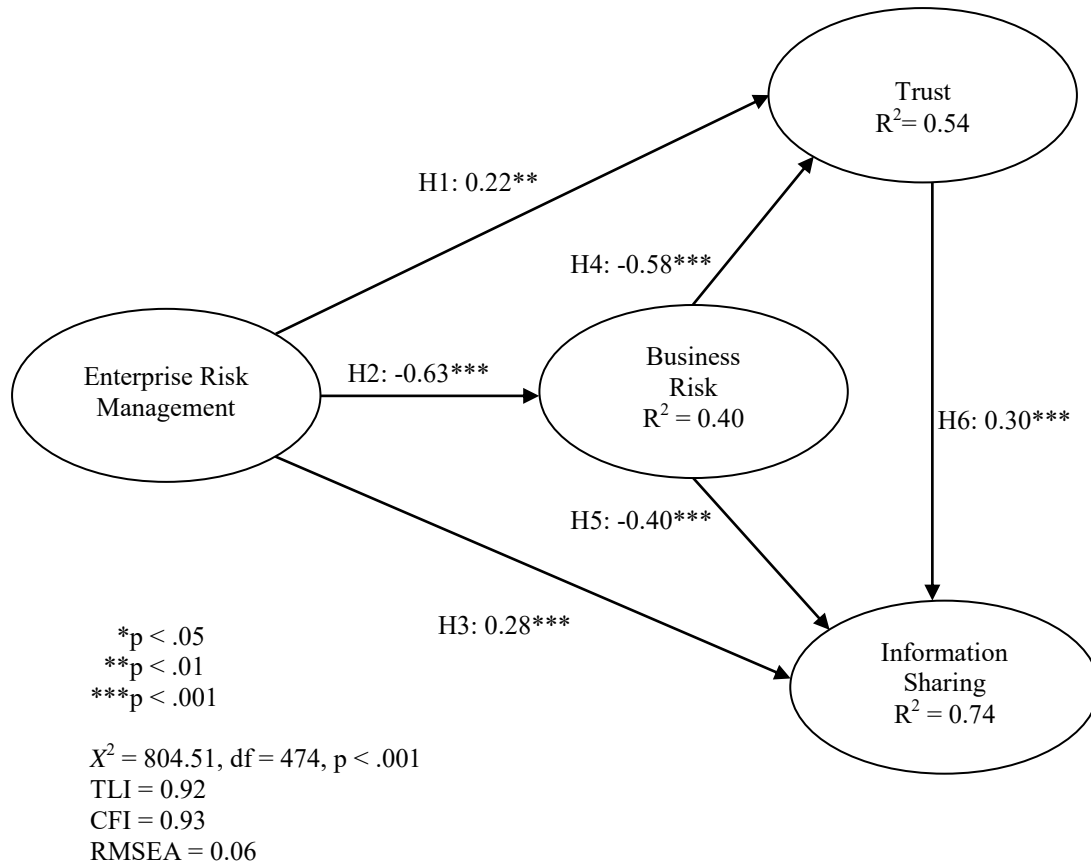 Trust
R²= 0.54
H1: 0.22**
H4: -0.58***
Enterprise Risk
Management
H2: -0.63***
Business
Risk
R² = 0.40
H6: 0.30***
H5: -0.40***
H3: 0.28***
Information
Sharing
R² = 0.74
*p < .05
**p < .01
***p < .001
X² = 804.51, df = 474, p < .001
TLI = 0.92
CFI = 0.93
RMSEA = 0.06